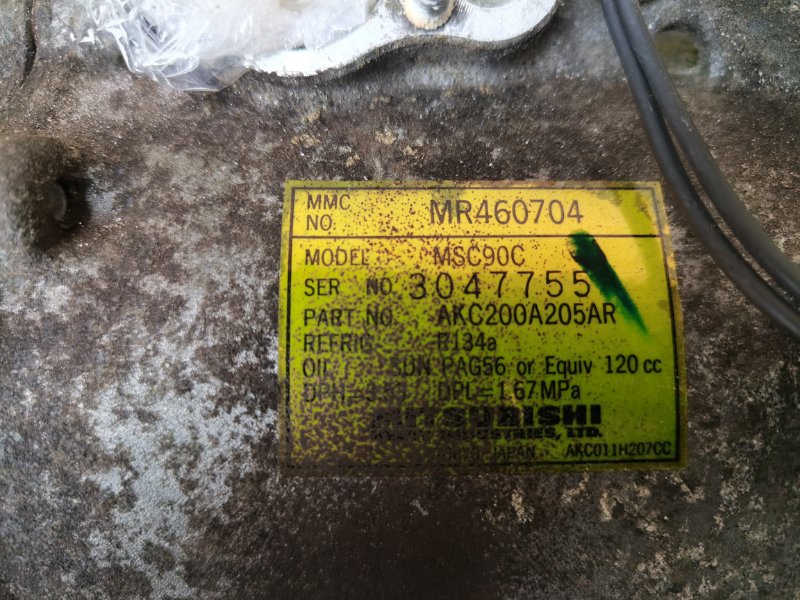 MMC NO. MR460704
MODEL MSC90C
SER NO. 3047755
PART NO. AKC200A205AR
REFRIG R134a
OIL SUN PAG56 or Equiv 120 cc
DPH= DPL=1.67MPa
MITSUBISHI
INDUSTRIES, LTD.
JAPAN AKC011H207CC